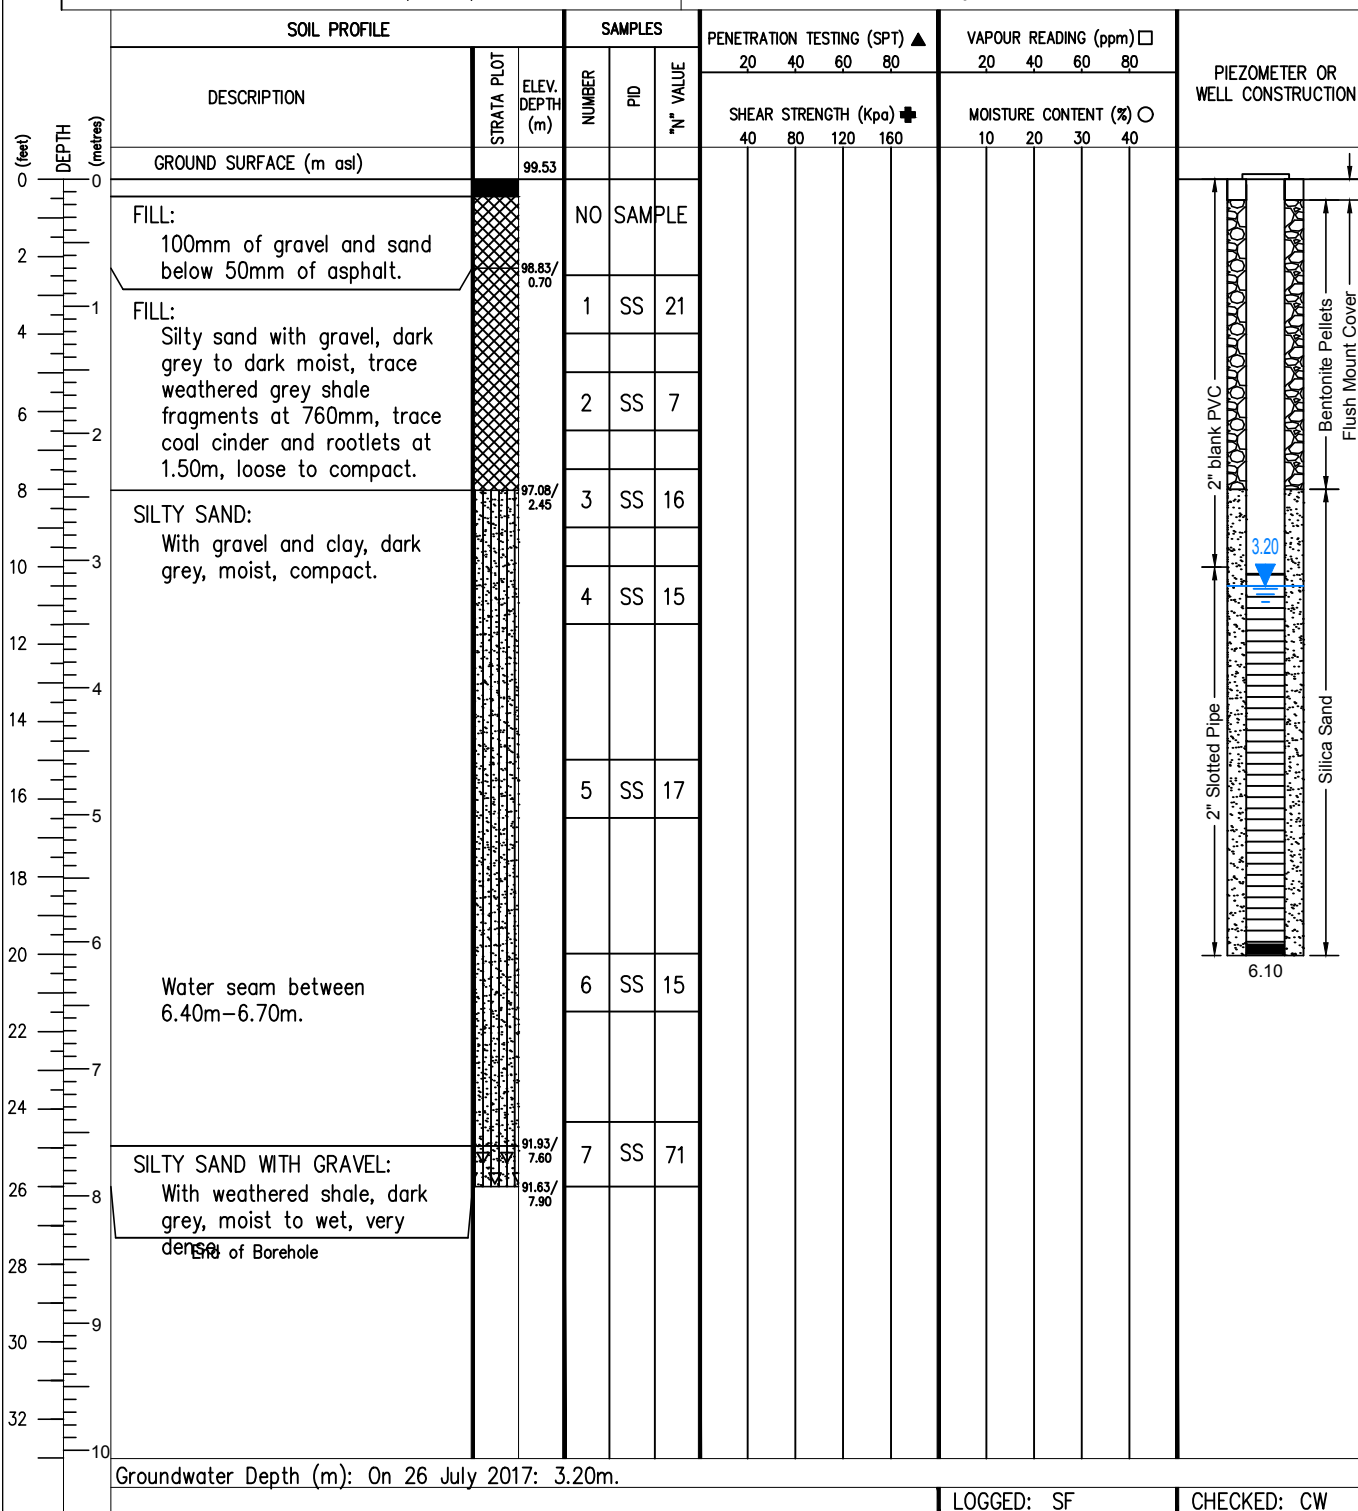 SOIL PROFILE
SAMPLES
PENETRATION TESTING (SPT)
20 40 60 80
VAPOUR READING (ppm)
20 40 60 80
SHEAR STRENGTH (Kpa)
40 80 120 160
MOISTURE CONTENT (%)
10 20 30 40
PIEZOMETER OR
WELL CONSTRUCTION
DESCRIPTION
STRATA PLOT
ELEV.
DEPTH
(m)
NUMBER
PID
"N" VALUE
(feet)
DEPTH
(metres)
GROUND SURFACE (m asl)
99.53
0
2
4
6
8
10
12
14
16
18
20
22
24
26
28
30
32
0
1
2
3
4
5
6
7
8
9
10
FILL:
100mm of gravel and sand
below 50mm of asphalt.
98.83/
0.70
FILL:
Silty sand with gravel, dark
grey to dark moist, trace
weathered grey shale
fragments at 760mm, trace
coal cinder and rootlets at
1.50m, loose to compact.
97.08/
2.45
SILTY SAND:
With gravel and clay, dark
grey, moist, compact.
Water seam between
6.40m-6.70m.
91.93/
7.60
SILTY SAND WITH GRAVEL:
With weathered shale, dark
grey, moist to wet, very
dense.
91.63/
7.90
End of Borehole
NO SAMPLE
1 SS 21
2 SS 7
3 SS 16
4 SS 15
5 SS 17
6 SS 15
7 SS 71
2" blank PVC
2" Slotted Pipe
3.20
6.10
Bentonite Pellets
Silica Sand
Flush Mount Cover
Groundwater Depth (m): On 26 July 2017: 3.20m.
LOGGED: SF
CHECKED: CW